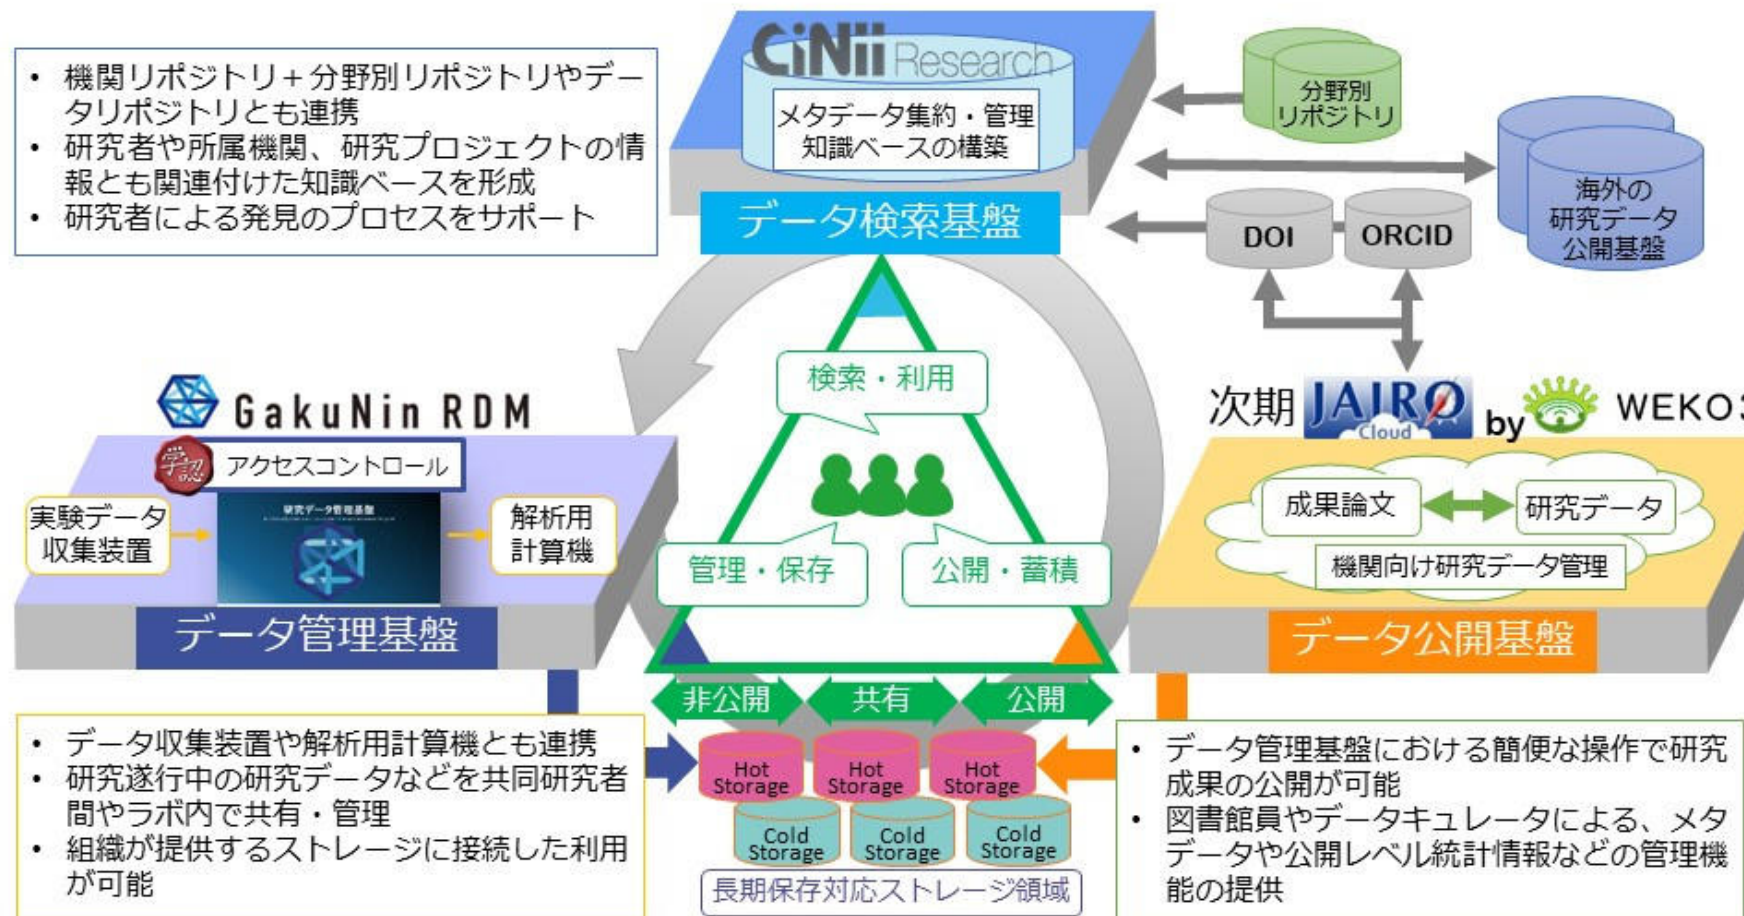 CiNii Research
メタデータ集約・管理
知識ベースの構築
データ検索基盤
• 機関リポジトリ+分野別リポジトリやデー
タリポジトリとも連携
• 研究者や所属機関、研究プロジェクトの情
報とも関連付けた知識ベースを形成
• 研究者による発見のプロセスをサポート
分野別
リポジトリ
海外の
研究データ
公開基盤
DOI
ORCID
検索・利用
管理・保存
公開・蓄積
GakuNin RDM
学認
アクセスコントロール
実験データ
収集装置
研究データ管理基盤
解析用
計算機
データ管理基盤
次期 JAIRO Cloud by WEKO3
成果論文
研究データ
機関向け研究データ管理
データ公開基盤
非公開
共有
公開
Hot
Storage
Hot
Storage
Hot
Storage
Cold
Storage
Cold
Storage
Cold
Storage
長期保存対応ストレージ領域
• データ収集装置や解析用計算機とも連携
• 研究遂行中の研究データなどを共同研究者
間やラボ内で共有・管理
• 組織が提供するストレージに接続した利用
が可能
• データ管理基盤における簡便な操作で研究
成果の公開が可能
• 図書館員やデータキュレータによる、メタ
データや公開レベル統計情報などの管理機
能の提供